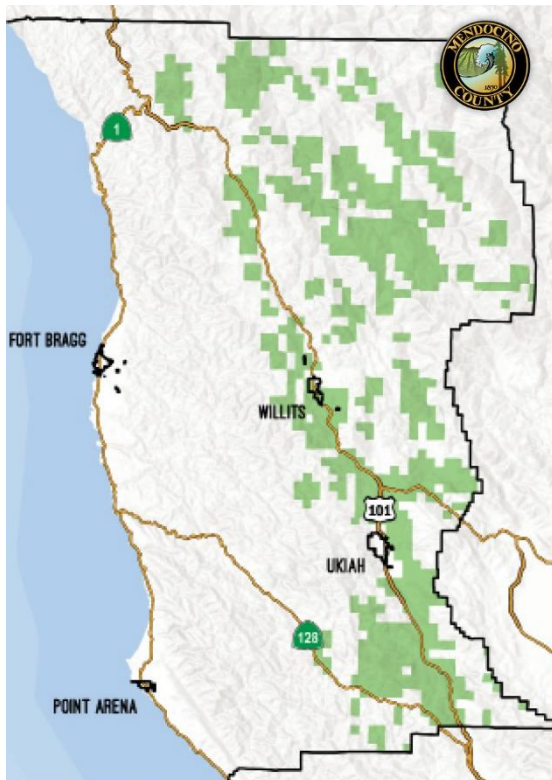 MENDOCINO
COUNTY
1850
1
FORT BRAGG
WILLITS
101
UKIAH
128
POINT ARENA